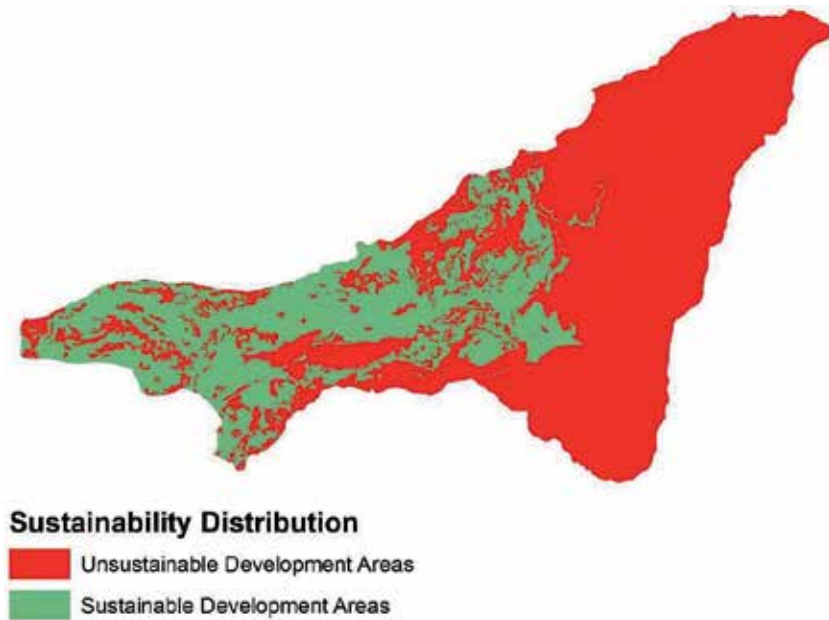 Sustainability Distribution
Unsustainable Development Areas
Sustainable Development Areas